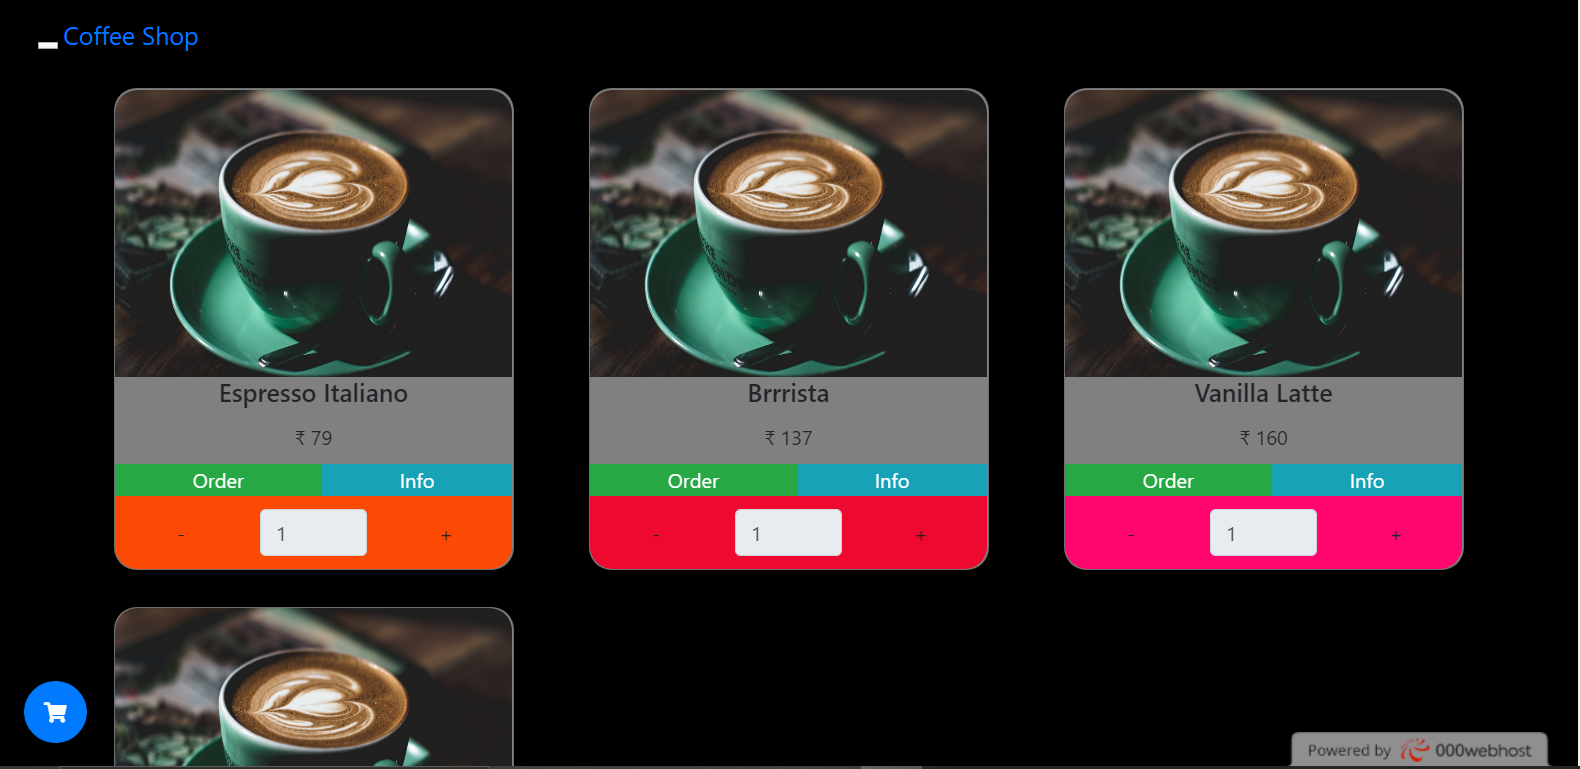 Coffee Shop
Espresso Italiano
₹ 79
Order Info
- 1 +
Brrrista
₹ 137
Order Info
- 1 +
Vanilla Latte
₹ 160
Order Info
- 1 +
Powered by 000webhost